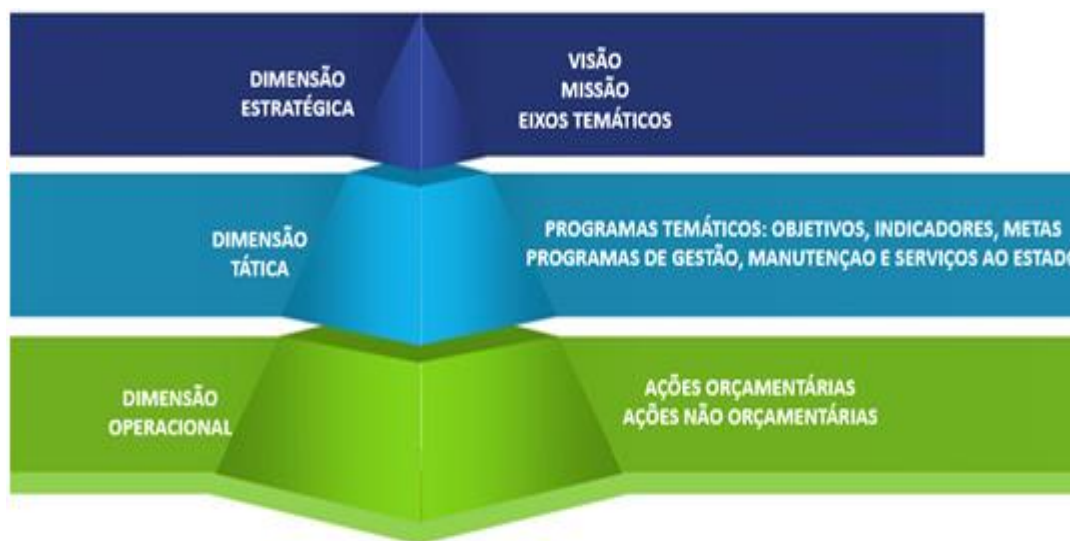 DIMENSÃO
ESTRATÉGICA
VISÃO
MISSÃO
EIXOS TEMÁTICOS
DIMENSÃO
TÁTICA
PROGRAMAS TEMÁTICOS: OBJETIVOS, INDICADORES, METAS
PROGRAMAS DE GESTÃO, MANUTENÇAO E SERVIÇOS AO ESTADO
DIMENSÃO
OPERACIONAL
AÇÕES ORÇAMENTÁRIAS
AÇÕES NÃO ORÇAMENTÁRIAS